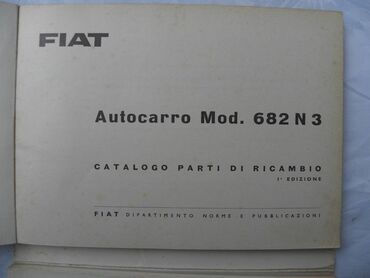 FIAT
Autocarro Mod. 682 N 3
CATALOGO PARTI DI RICAMBIO
1ª EDIZIONE
FIAT DIPARTIMENTO NORME E PUBBLICAZIONI